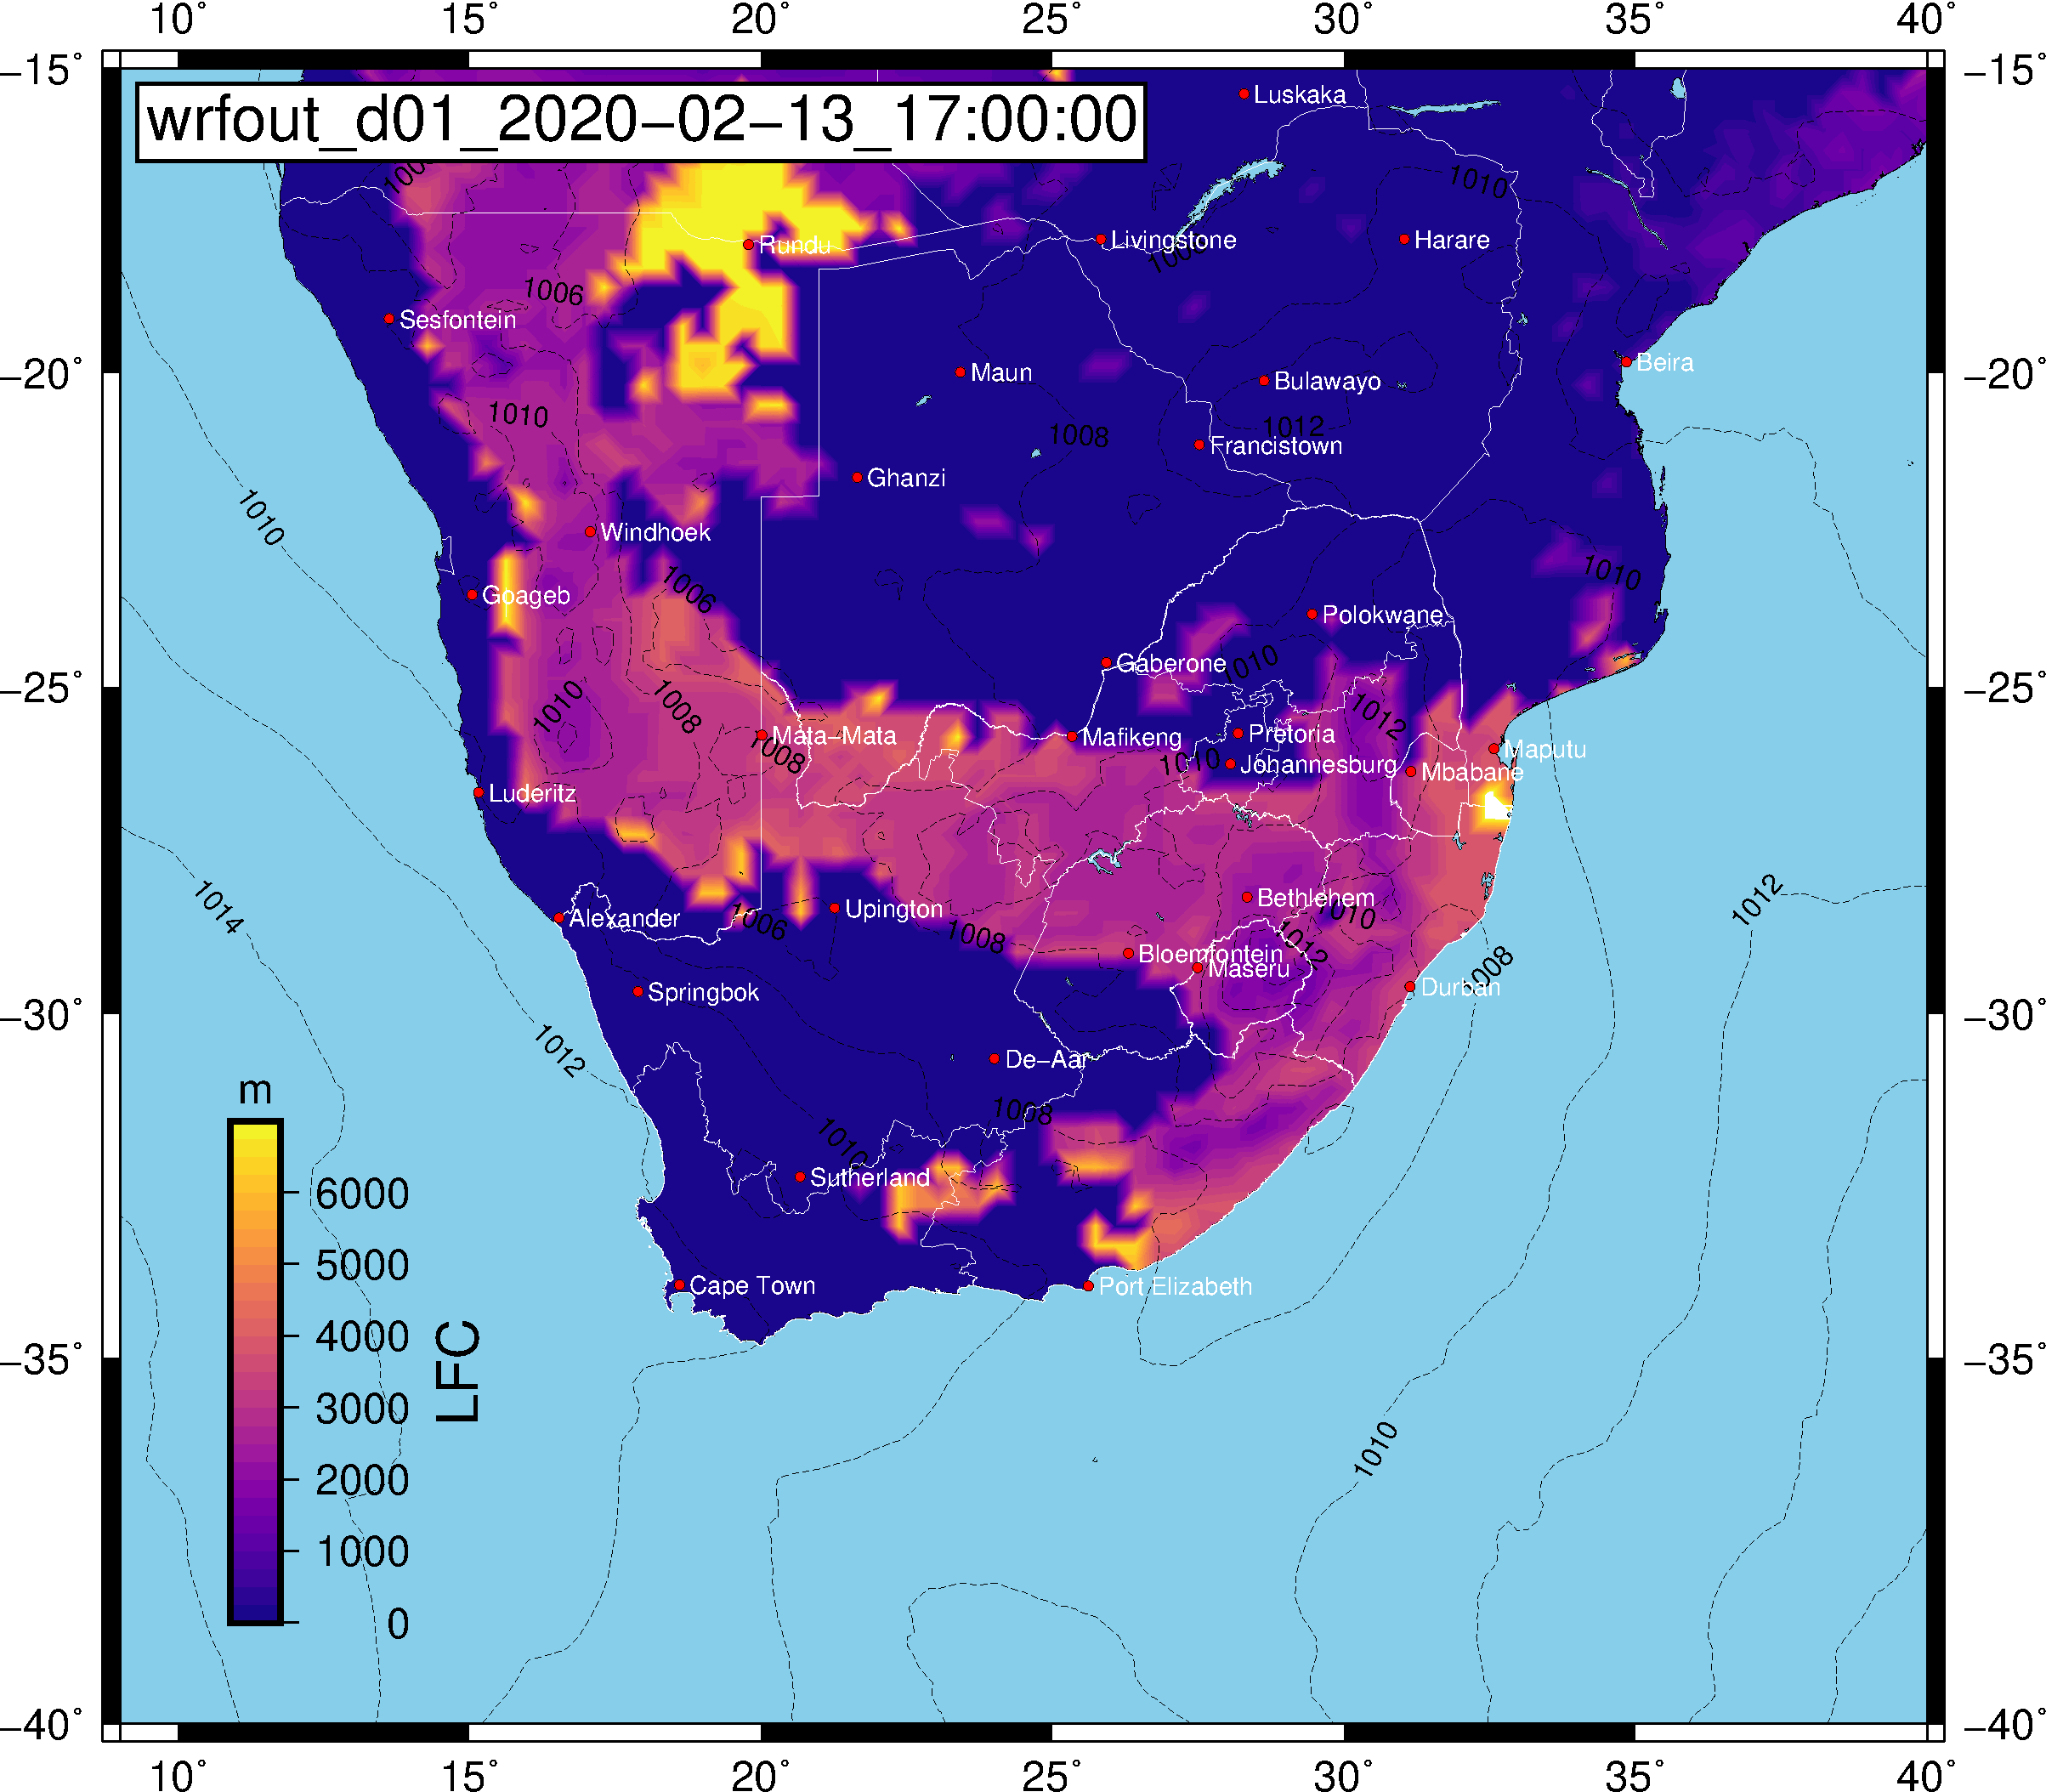 10° 15° 20° 25° 30° 35° 40°
−15° −15°
wrfout_d01_2020−02−13_17:00:00
Luskaka
1010
Rundu
Livingstone
Harare
1006
Sesfontein
−20° −20°
Maun
Bulawayo
Beira
1010
1008
1012
Francistown
Ghanzi
1010
Windhoek
1006
1010
Goageb
Polokwane
Gaberone
1010
−25° −25°
1010
1008
1012
Mata−Mata
1008
Mafikeng
Pretoria
Maputu
1010
Johannesburg
Mbabane
Luderitz
1014
Alexander
1006
Upington
1008
Bethlehem
1010
1012
1012
Bloemfontein
Maseru
1008
Durban
Springbok
−30° −30°
1012
De−Aar
1008
1010
Sutherland
Cape Town
Port Elizabeth
m
6000
5000
4000
3000
2000
1000
0
LFC
−35° −35°
1010
−40° −40°
10° 15° 20° 25° 30° 35° 40°